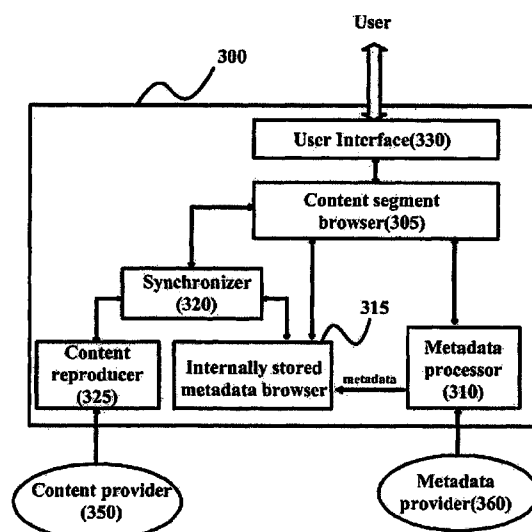 User
300
User Interface(330)
Content segment
browser(305)
Synchronizer
(320)
315
Content
reproducer
(325)
Internally stored
metadata browser
metadata
Metadata
processor
(310)
Content provider
(350)
Metadata
provider(360)